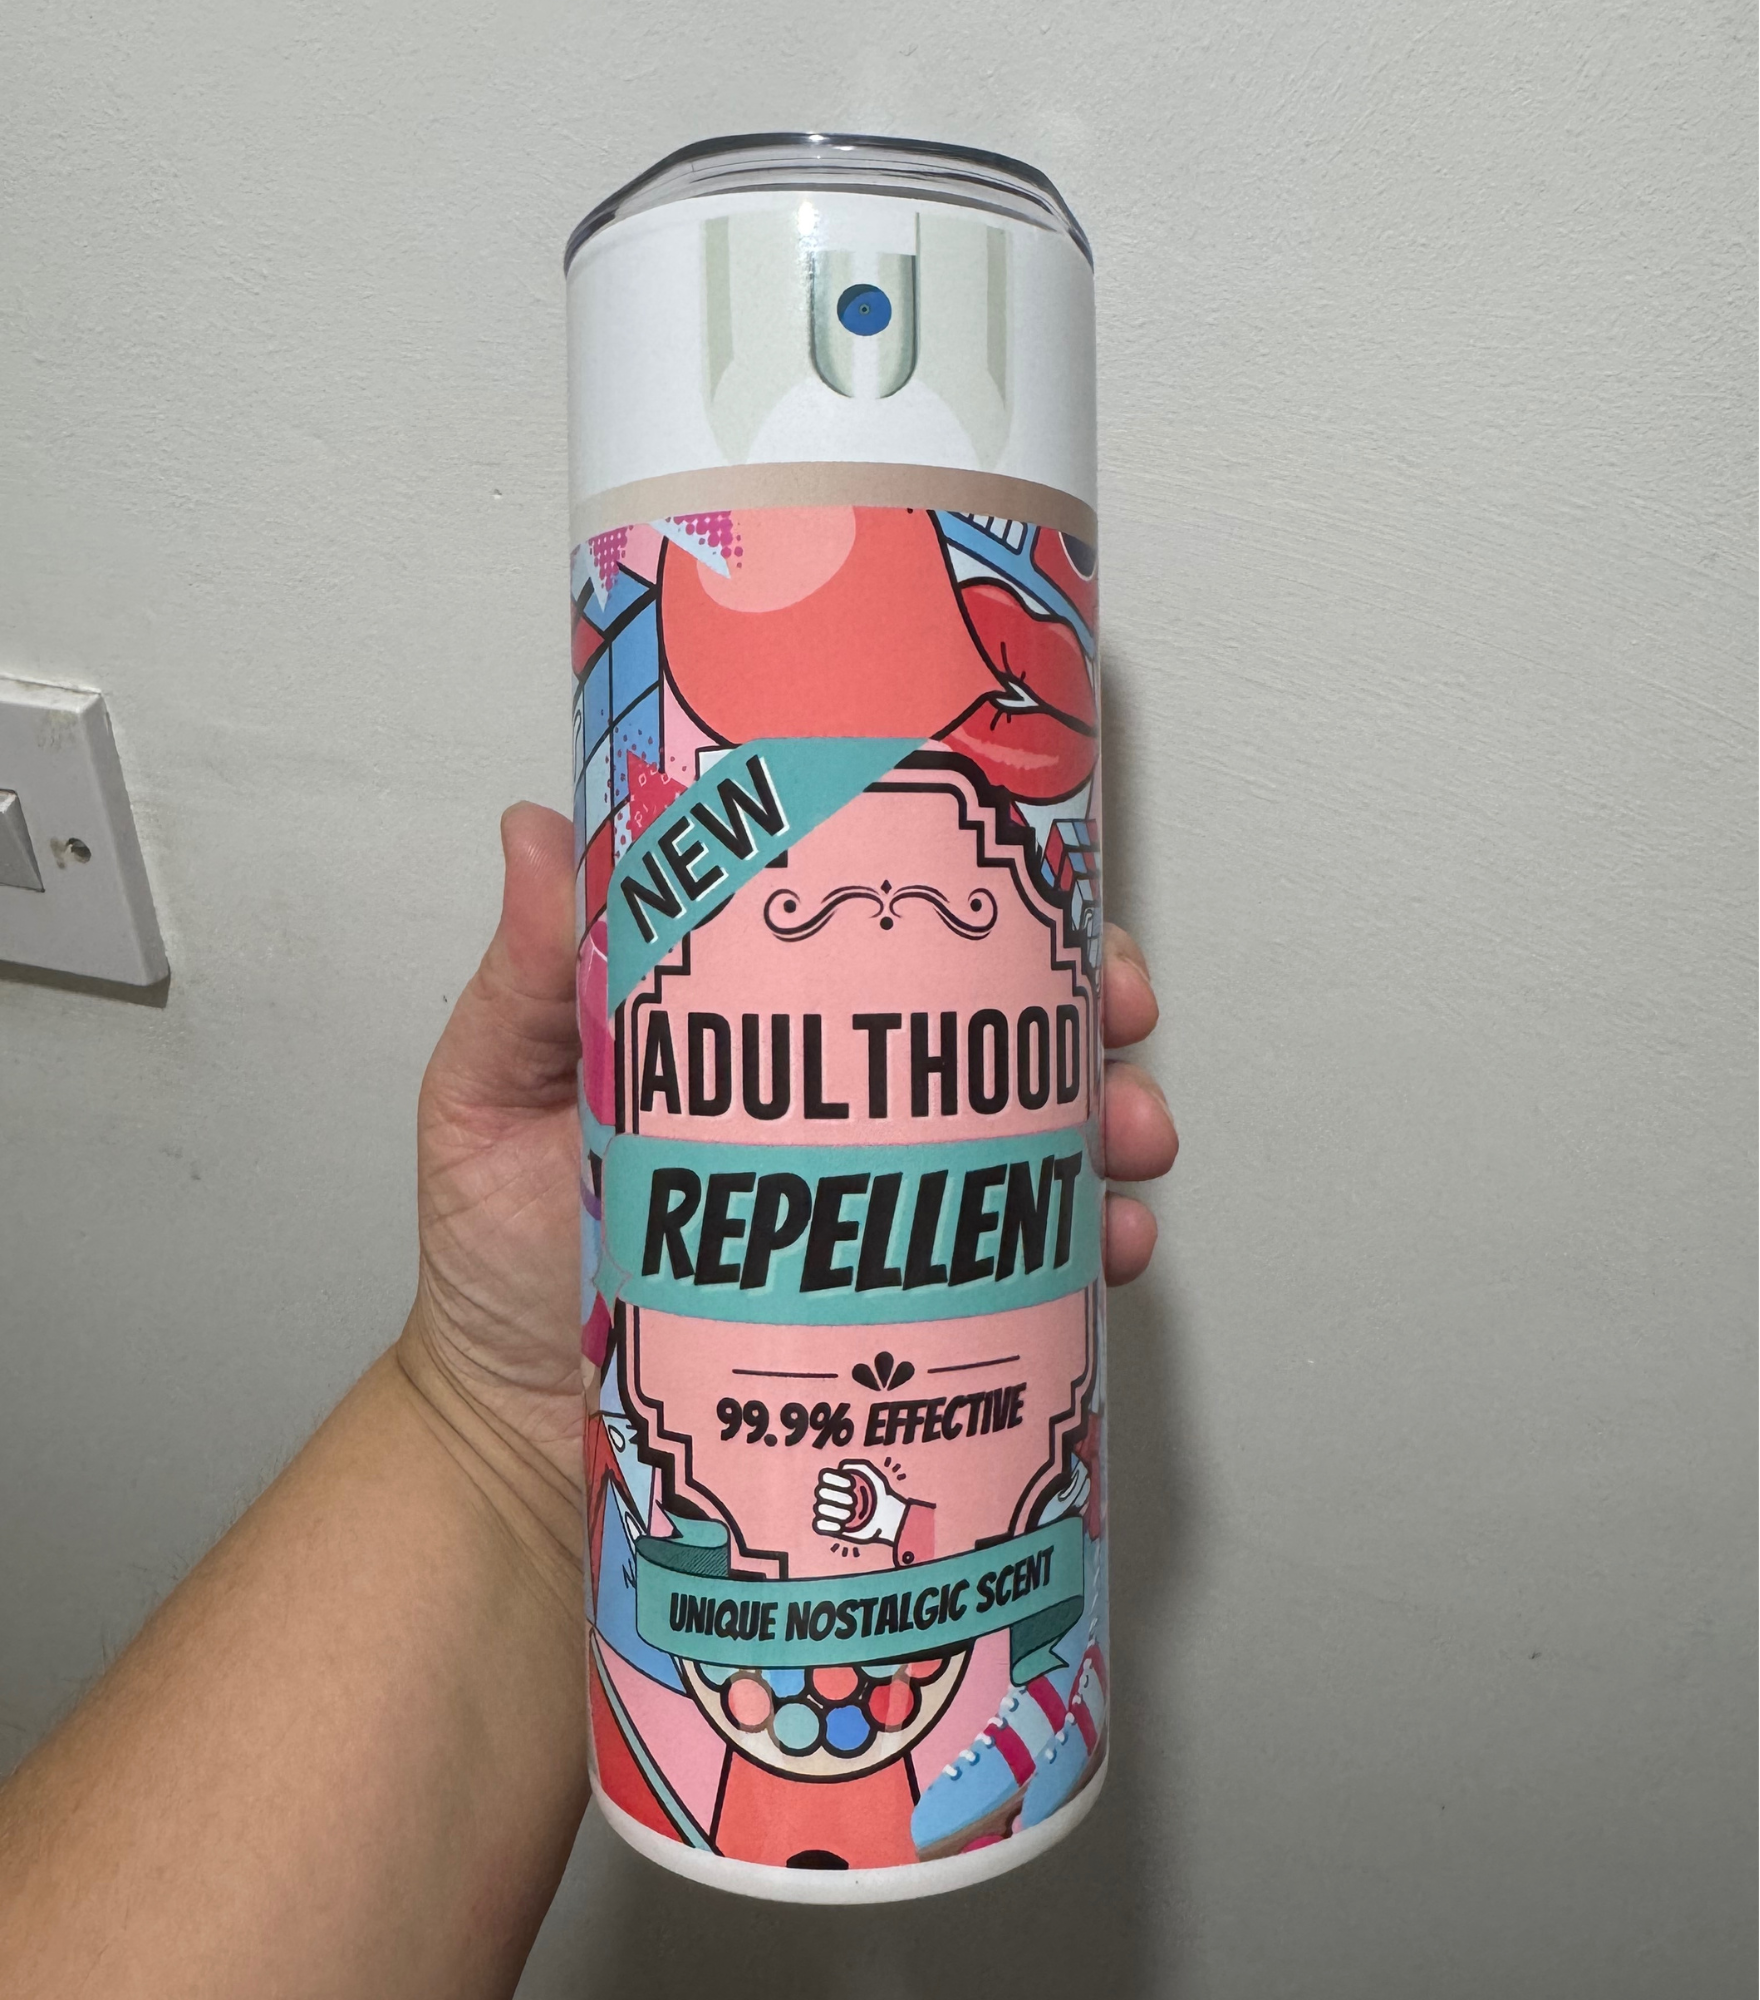 NEW
ADULTHOOD
REPELLENT
99.9% EFFECTIVE
UNIQUE NOSTALGIC SCENT